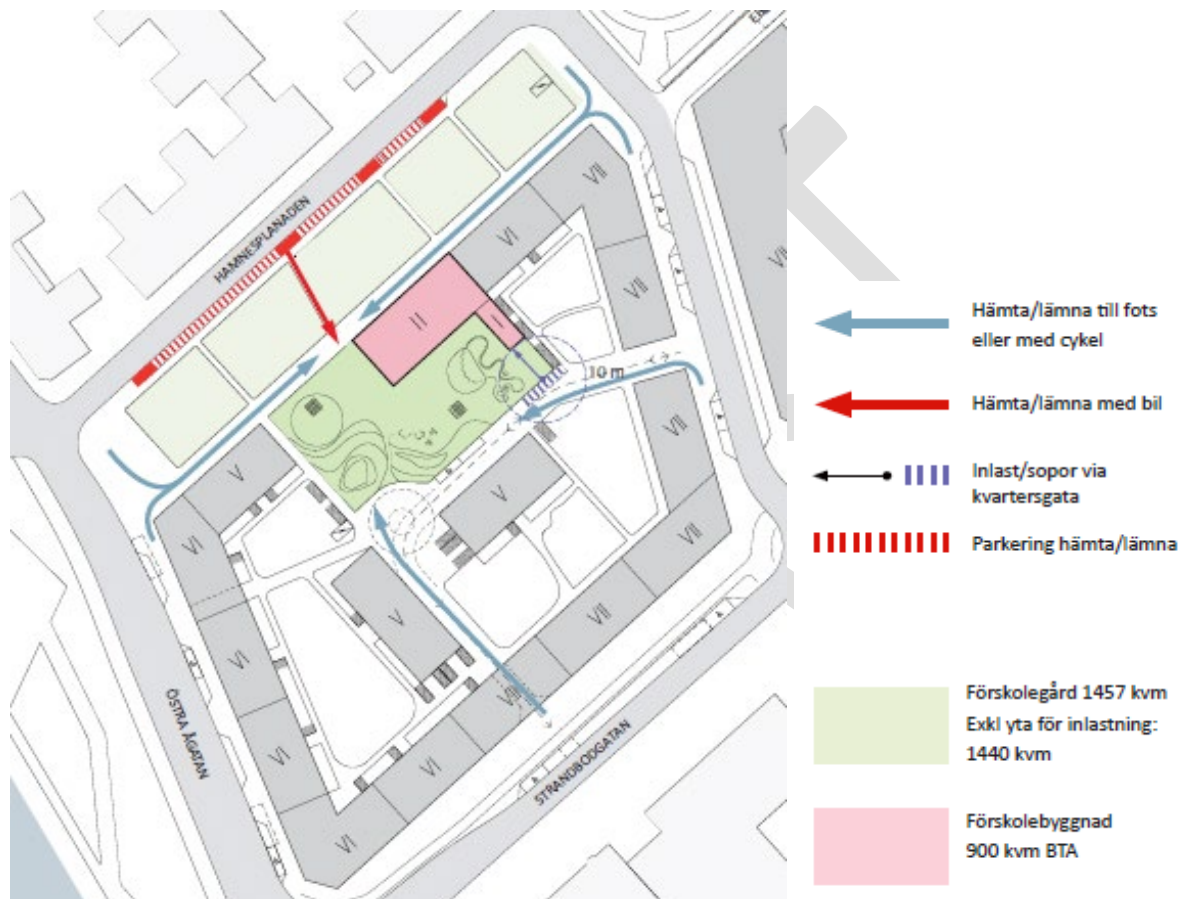 HAMNESPLANADEN
VII
VI
VII
II
I
10 m
VII
V
V
VI
VII
VII
V
VI
VII
VI
VI
VI
VI
ÖSTRA ÅGATAN
STRANDBODGATAN
VII
Hämta/lämna till fots
eller med cykel
Hämta/lämna med bil
Inlast/sopor via
kvartersgata
Parkering hämta/lämna
Förskolegård 1457 kvm
Exkl yta för inlastning:
1440 kvm
Förskolebyggnad
900 kvm BTA